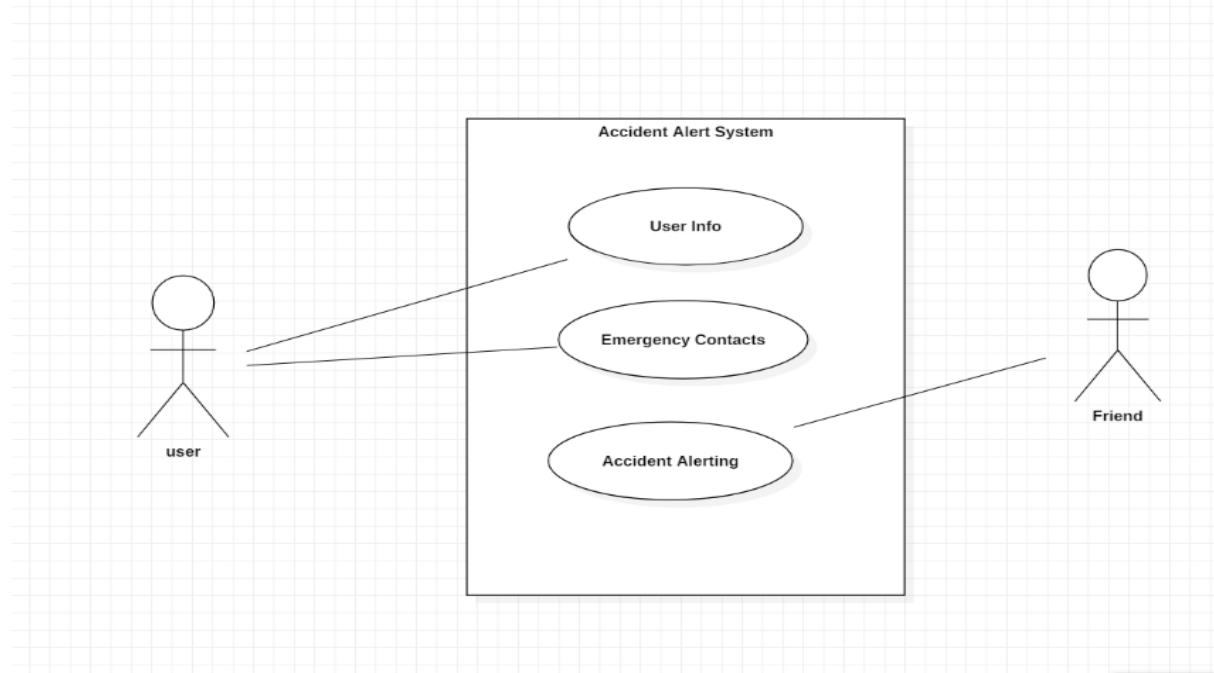 Accident Alert System
User Info
Emergency Contacts
Accident Alerting
user
Friend